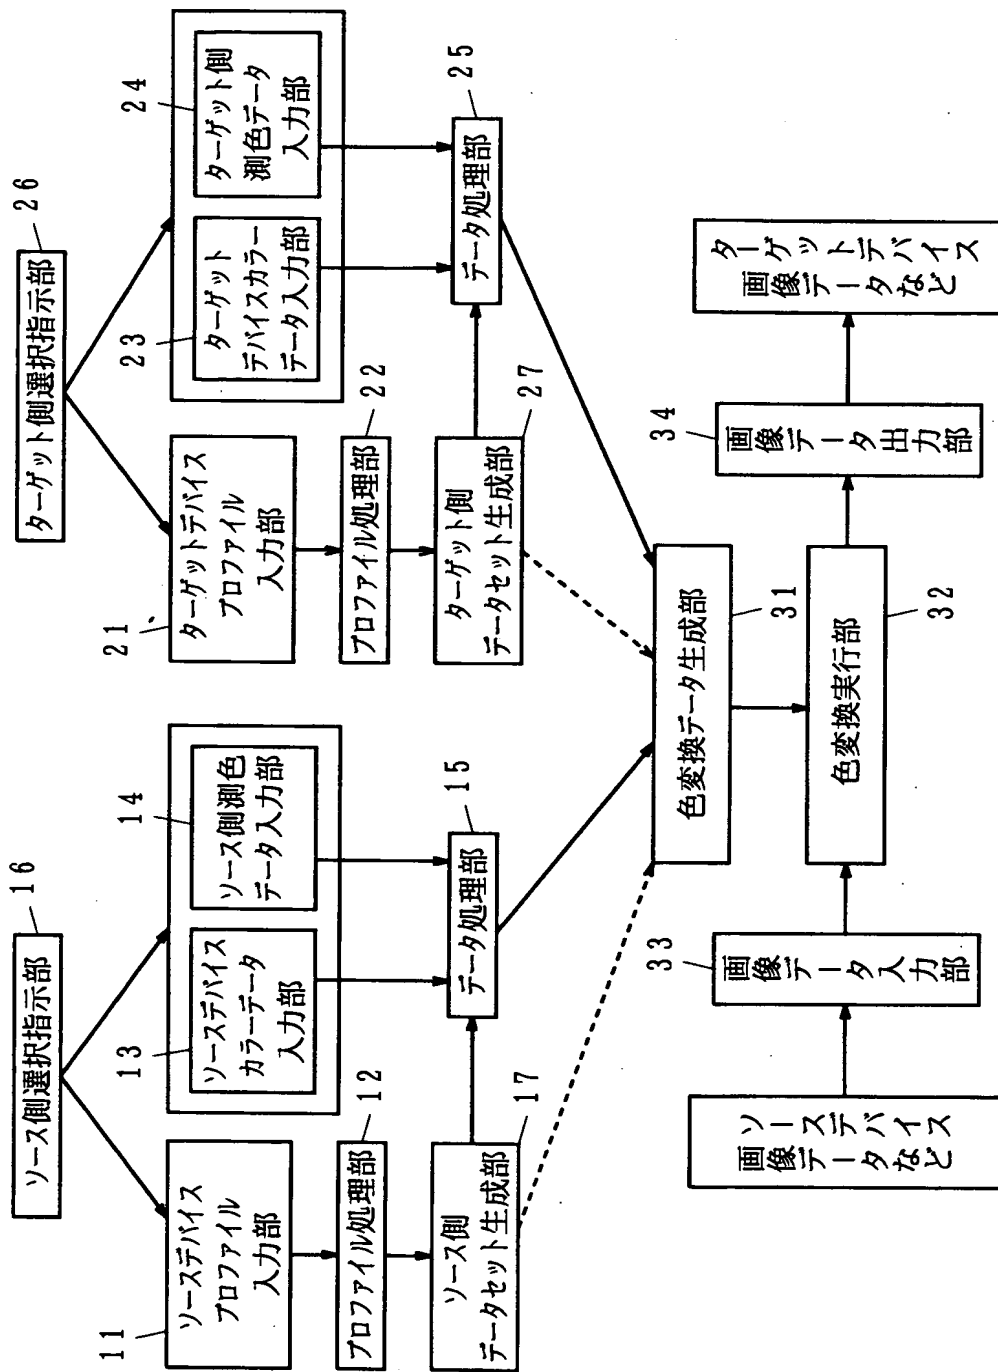 ソース側選択指示部
16
11
ソースデバイス
プロファイル
入力部
13
ソースデバイス
カラーデータ
入力部
14
ソース側測色
データ入力部
プロファイル処理部
12
データ処理部
15
ソース側
データセット生成部
17
ターゲット側選択指示部
26
21
ターゲットデバイス
プロファイル
入力部
23
ターゲット
デバイスカラー
データ入力部
24
ターゲット側
測色データ
入力部
プロファイル処理部
22
データ処理部
25
ターゲット側
データセット生成部
27
色変換データ生成部
31
ソースデバイス
画像データなど
33
画像データ入力部
色変換実行部
32
34
画像データ出力部
ターゲットデバイス
画像データなど